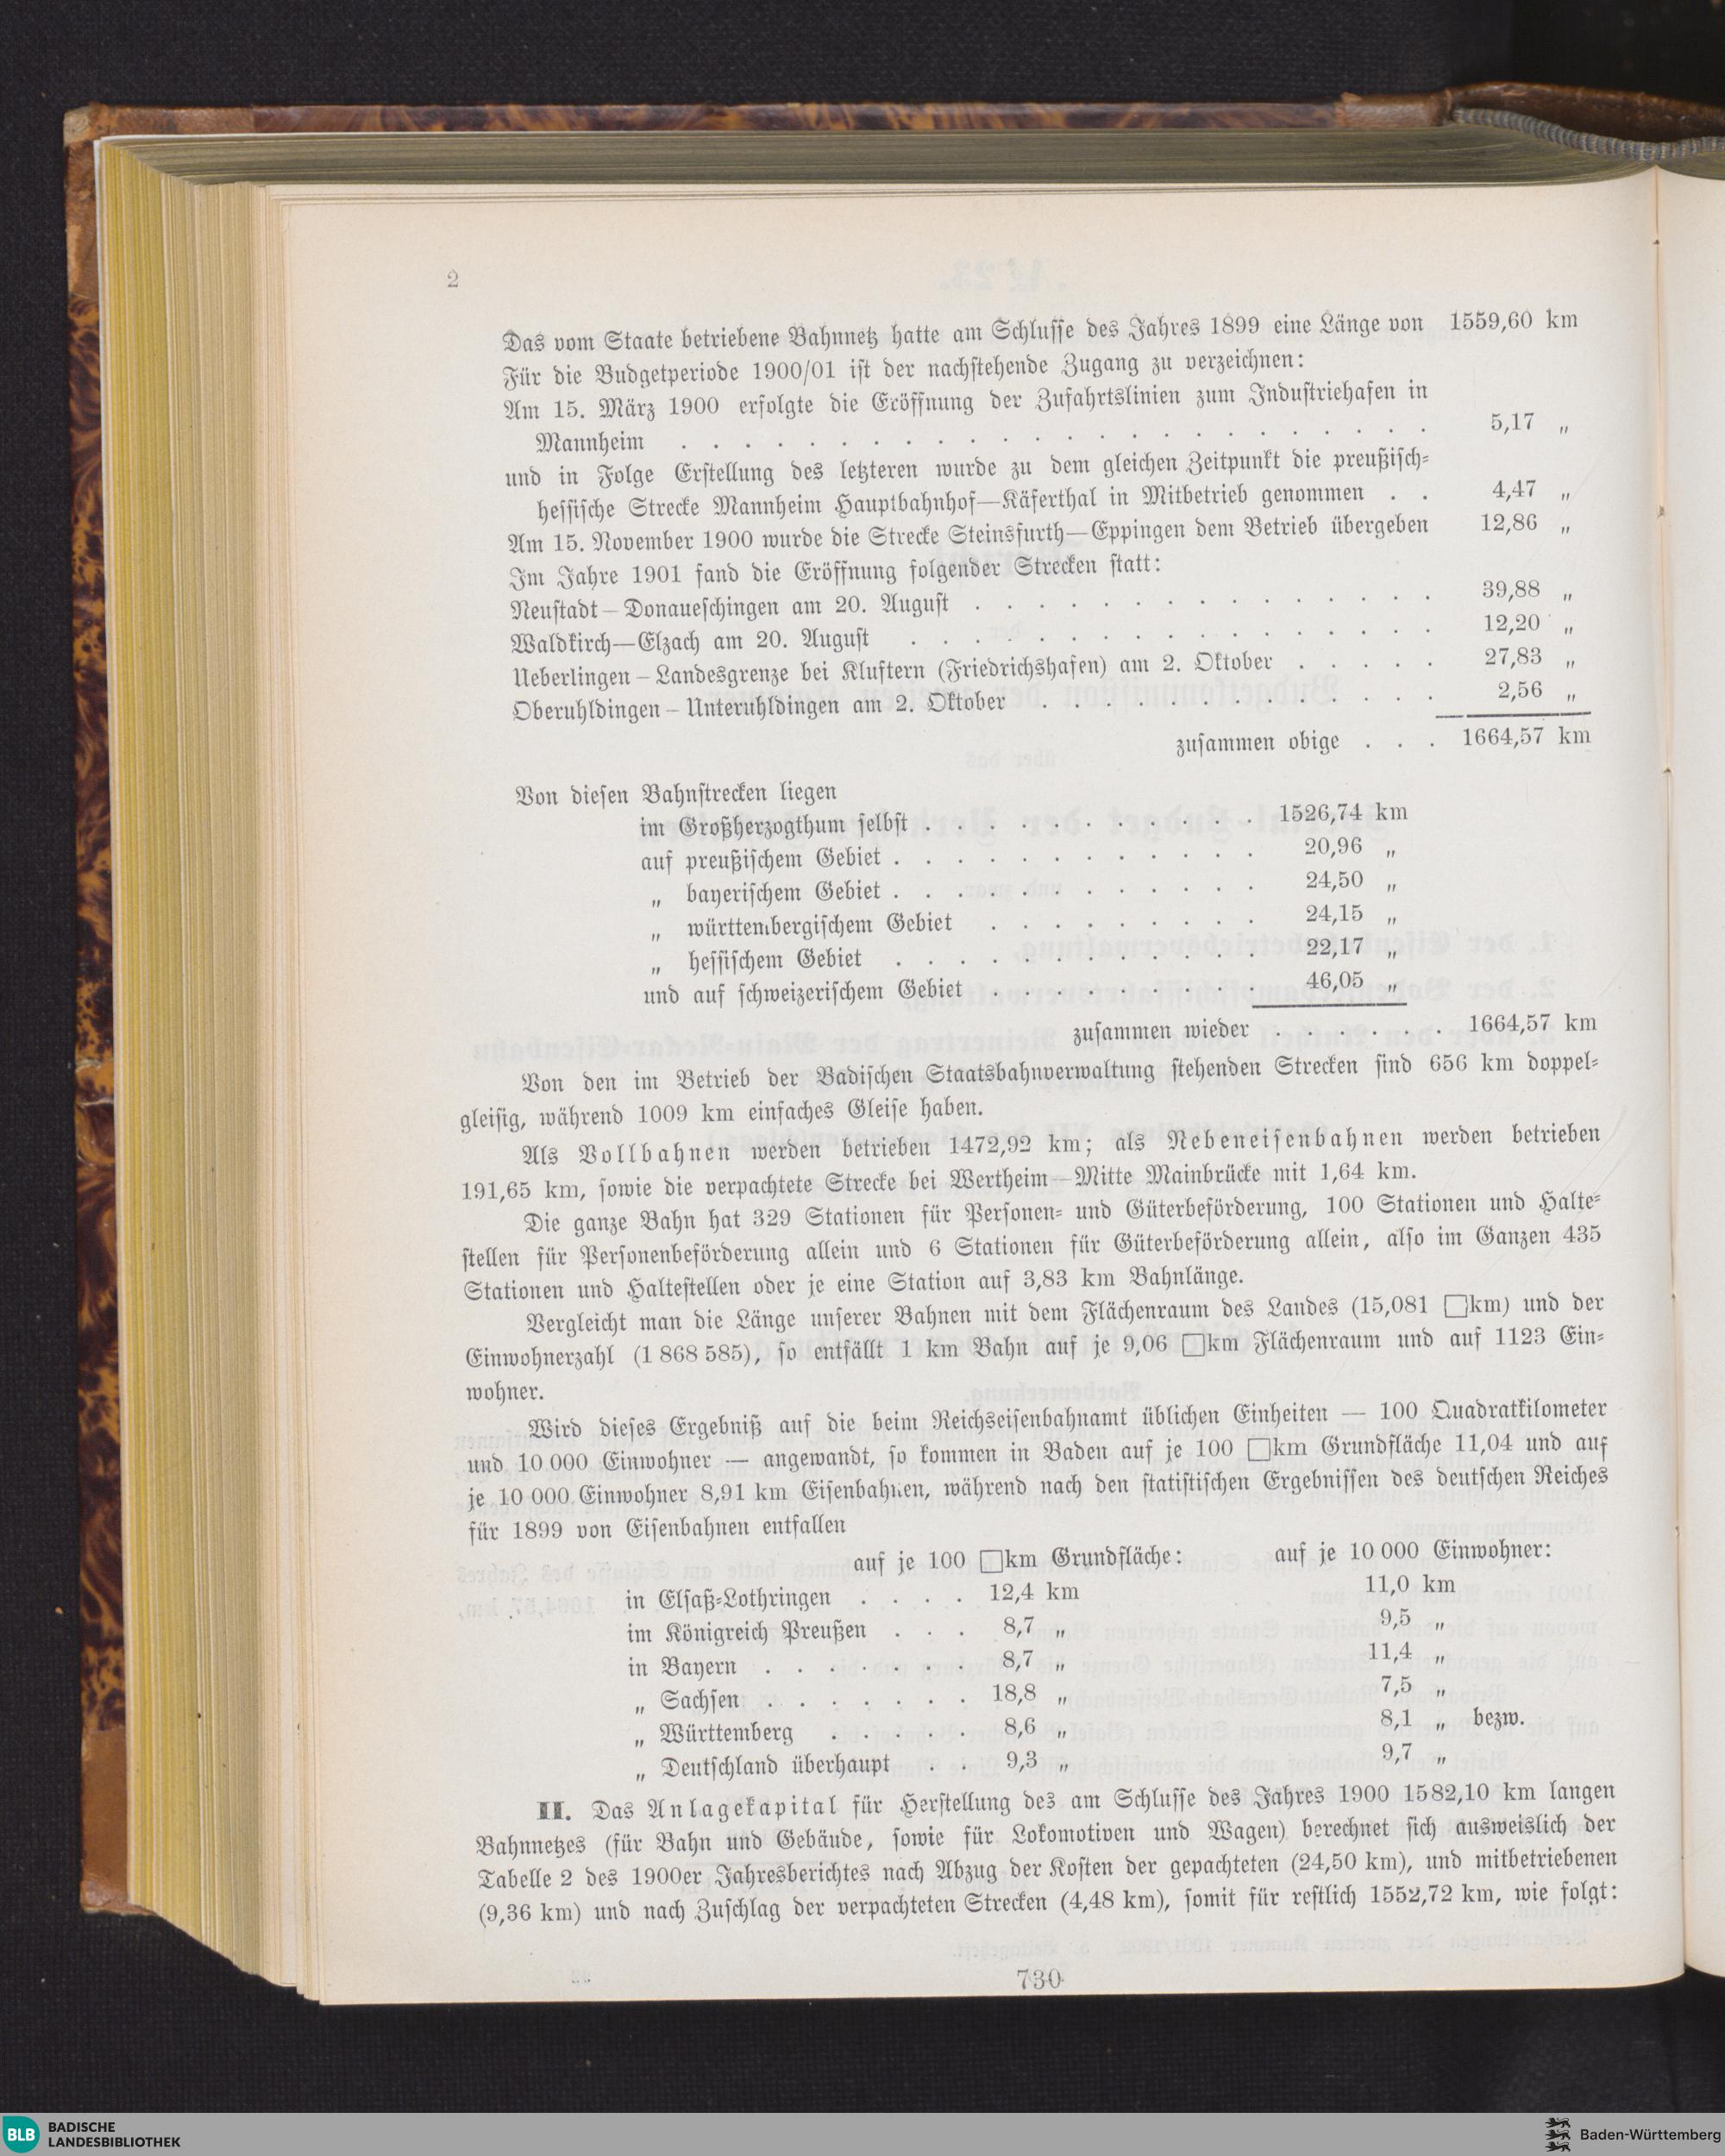 2
Das vom Staate betriebene Bahnnetz hatte am Schlusse des Jahres 1899 eine Länge von 1559,60 km
Für die Budgetperiode 1900/01 ist der nachstehende Zugang zu verzeichnen:
Am 15. März 1900 erfolgte die Eröffnung der Zufahrtslinien zum Industriehafen in
Mannheim . . . . . . . . . . . . . . . . . . . . . . . . 5,17 „
und in Folge Erstellung des letzteren wurde zu dem gleichen Zeitpunkt die preußisch-
hessische Strecke Mannheim Hauptbahnhof—Käferthal in Mitbetrieb genommen . . 4,47 „
Am 15. November 1900 wurde die Strecke Steinsfurth—Eppingen dem Betrieb übergeben 12,86 „
Im Jahre 1901 fand die Eröffnung folgender Strecken statt:
Neustadt—Donaueschingen am 20. August . . . . . . . . . . . . . . . 39,88 „
Waldkirch—Elzach am 20. August . . . . . . . . . . . . . . . . . 12,20 „
Ueberlingen—Landesgrenze bei Kluftern (Friedrichshafen) am 2. Oktober . . . . . 27,83 „
Oberuhldingen—Unteruhldingen am 2. Oktober . . . . . . . . . . . . . 2,56 „
zusammen obige . . . 1664,57 km
Von diesen Bahnstrecken liegen
im Großherzogthum selbst . . . . . . . . . . . 1526,74 km
auf preußischem Gebiet . . . . . . . . . . . . 20,96 „
„ bayerischem Gebiet . . . . . . . . . . . . 24,50 „
„ württembergischem Gebiet . . . . . . . . . 24,15 „
„ hessischem Gebiet . . . . . . . . . . . . 22,17 „
und auf schweizerischem Gebiet . . . . . . . . . 46,05 „
zusammen wieder . . . . . . 1664,57 km
Von den im Betrieb der Badischen Staatsbahnverwaltung stehenden Strecken sind 656 km doppel-
gleisig, während 1009 km einfaches Gleise haben.
Als Vollbahnen werden betrieben 1472,92 km; als Nebeneisenbahnen werden betrieben
191,65 km, sowie die verpachtete Strecke bei Wertheim—Mitte Mainbrücke mit 1,64 km.
Die ganze Bahn hat 329 Stationen für Personen- und Güterbeförderung, 100 Stationen und Halte-
stellen für Personenbeförderung allein und 6 Stationen für Güterbeförderung allein, also im Ganzen 435
Stationen und Haltestellen oder je eine Station auf 3,83 km Bahnlänge.
Vergleicht man die Länge unserer Bahnen mit dem Flächenraum des Landes (15,081 □km) und der
Einwohnerzahl (1 868 585), so entfällt 1 km Bahn auf je 9,06 □km Flächenraum und auf 1123 Ein-
wohner.
Wird dieses Ergebniß auf die beim Reichseisenbahnamt üblichen Einheiten — 100 Quadratkilometer
und 10 000 Einwohner — angewandt, so kommen in Baden auf je 100 □km Grundfläche 11,04 und auf
je 10 000 Einwohner 8,91 km Eisenbahnen, während nach den statistischen Ergebnissen des deutschen Reiches
für 1899 von Eisenbahnen entfallen
auf je 100 □km Grundfläche: auf je 10 000 Einwohner:
in Elsaß-Lothringen . . . . 12,4 km 11,0 km
im Königreich Preußen . . . 8,7 „ 9,5 „
in Bayern . . . . . . . 8,7 „ 11,4 „
„ Sachsen . . . . . . . 18,8 „ 7,5 „
„ Württemberg . . . . . 8,6 „ 8,1 „ bezw.
„ Deutschland überhaupt . . 9,3 „ 9,7 „
II. Das Anlagekapital für Herstellung des am Schlusse des Jahres 1900 1582,10 km langen
Bahnnetzes (für Bahn und Gebäude, sowie für Lokomotiven und Wagen) berechnet sich ausweislich der
Tabelle 2 des 1900er Jahresberichtes nach Abzug der Kosten der gepachteten (24,50 km), und mitbetriebenen
(9,36 km) und nach Zuschlag der verpachteten Strecken (4,48 km), somit für restlich 1552,72 km, wie folgt:
730
BLB BADISCHE
LANDESBIBLIOTHEK
Baden-Württemberg